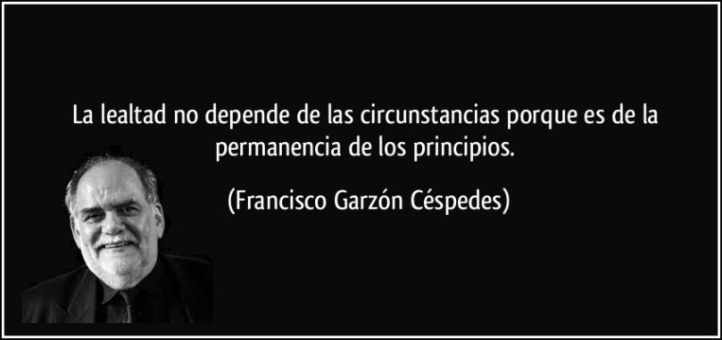 La lealtad no depende de las circunstancias porque es de la
permanencia de los principios.
(Francisco Garzón Céspedes)